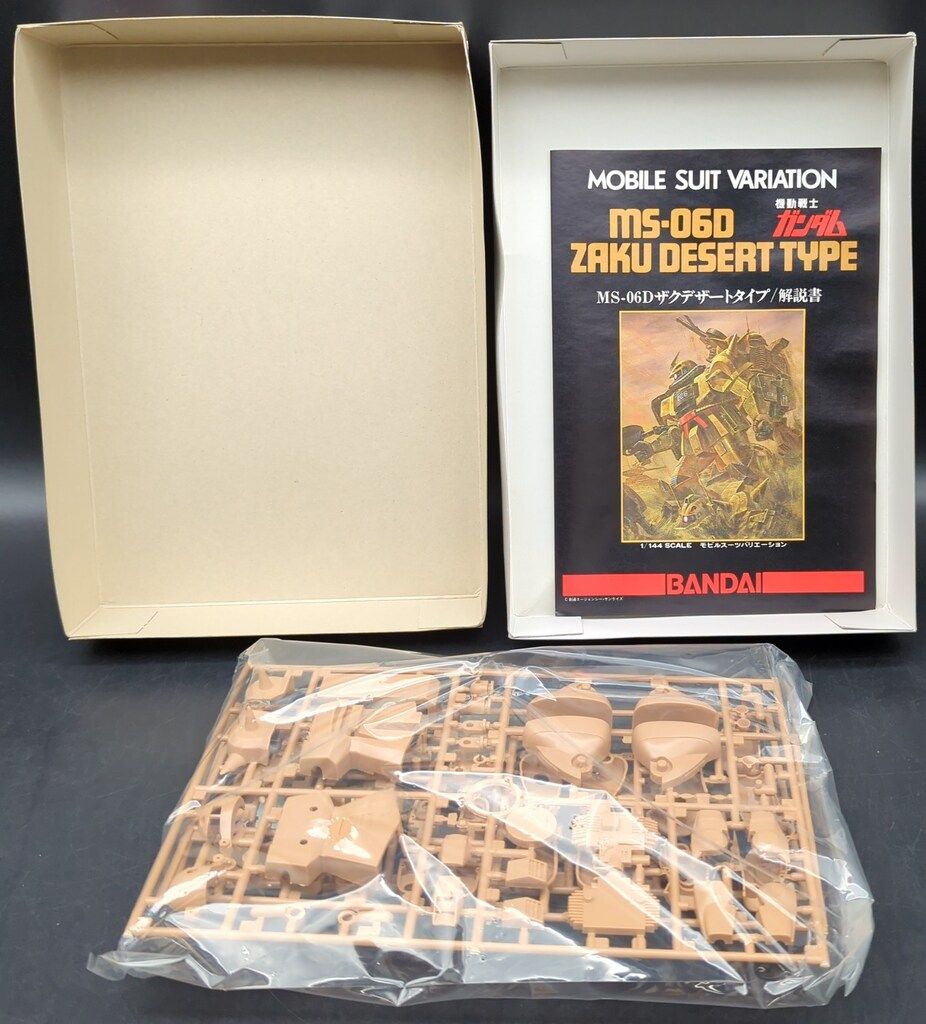 MOBILE SUIT VARIATION
機動戦士
MS-06D ガンダム
ZAKU DESERT TYPE
MS-06Dザクデザートタイプ/解説書
1/144 SCALE モビルスーツバリエーション
BANDAI